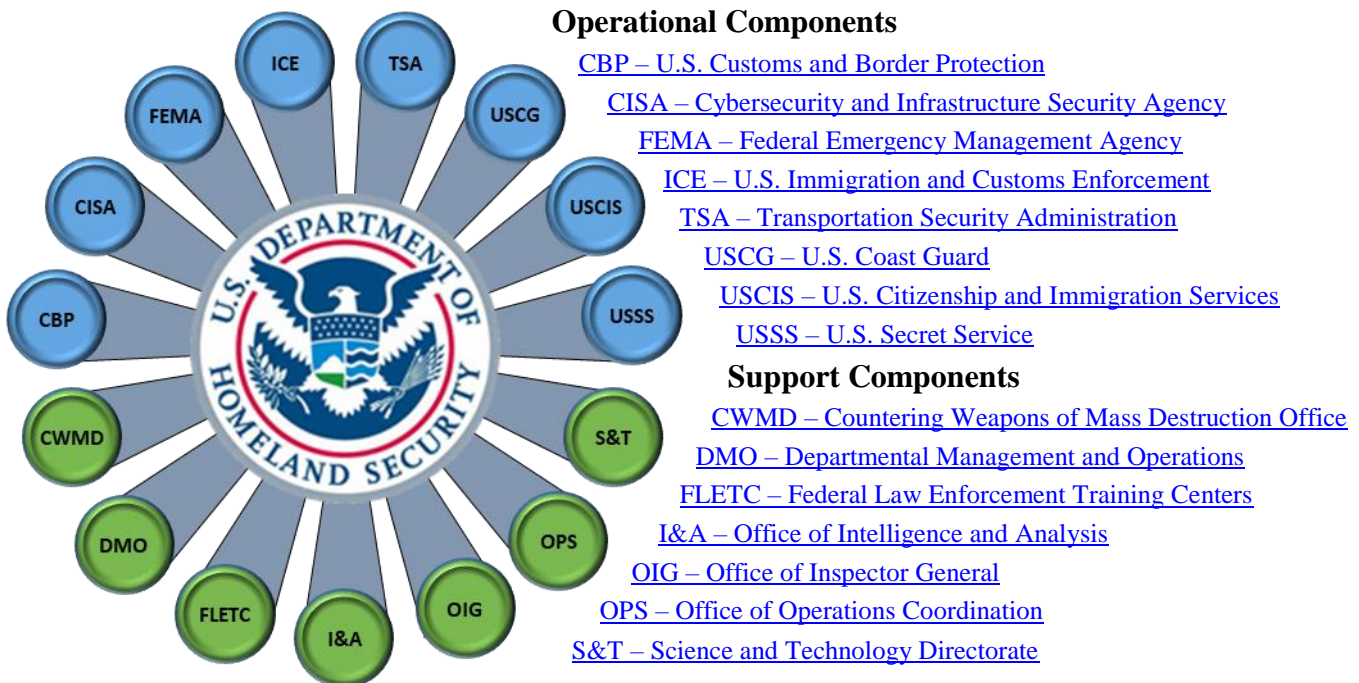 ICE
TSA
FEMA
USCG
CISA
USCIS
CBP
USSS
CWMD
S&T
DMO
OPS
FLETC
OIG
I&A
U.S. DEPARTMENT OF
HOMELAND SECURITY
Operational Components
CBP – U.S. Customs and Border Protection
CISA – Cybersecurity and Infrastructure Security Agency
FEMA – Federal Emergency Management Agency
ICE – U.S. Immigration and Customs Enforcement
TSA – Transportation Security Administration
USCG – U.S. Coast Guard
USCIS – U.S. Citizenship and Immigration Services
USSS – U.S. Secret Service
Support Components
CWMD – Countering Weapons of Mass Destruction Office
DMO – Departmental Management and Operations
FLETC – Federal Law Enforcement Training Centers
I&A – Office of Intelligence and Analysis
OIG – Office of Inspector General
OPS – Office of Operations Coordination
S&T – Science and Technology Directorate